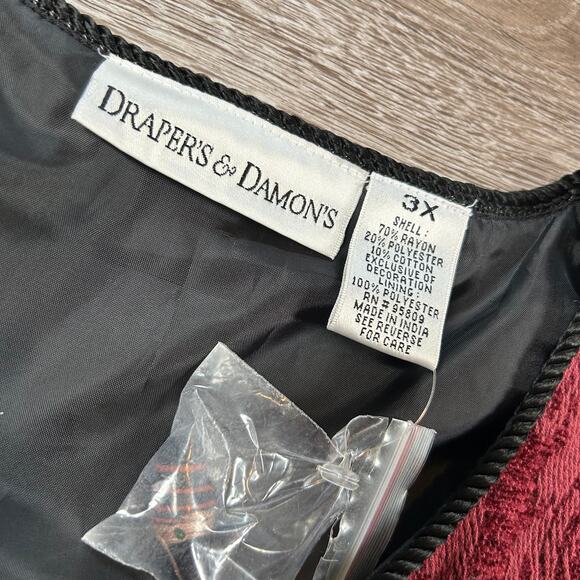 DRAPER'S & DAMON'S
3X
SHELL:
70% RAYON
20% POLYESTER
10% COTTON
EXCLUSIVE OF
DECORATION
LINING:
100% POLYESTER
RN# 95809
MADE IN INDIA
SEE REVERSE
FOR CARE